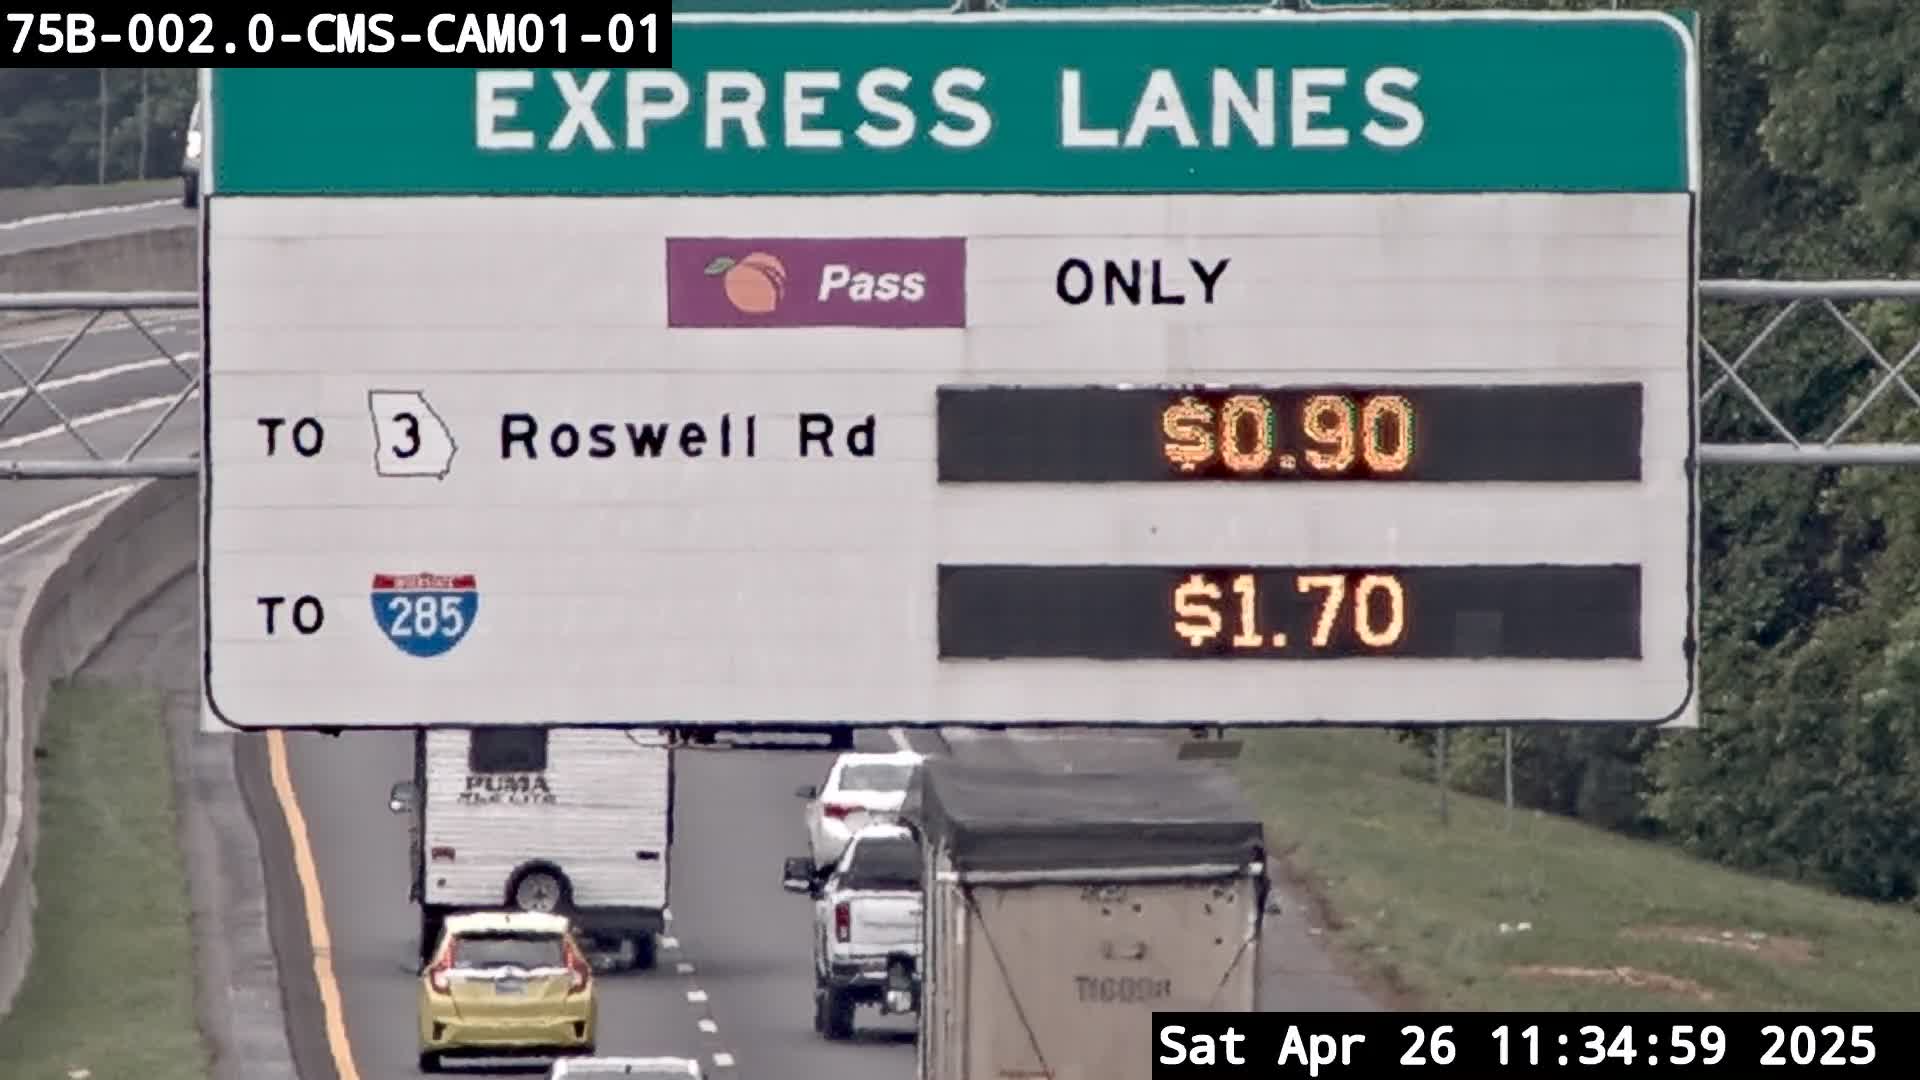 75B-002.0-CMS-CAM01-01
EXPRESS LANES
Pass ONLY
TO 3 Roswell Rd $0.90
INTERSTATE
TO 285 $1.70
PUMA
Sat Apr 26 11:34:59 2025